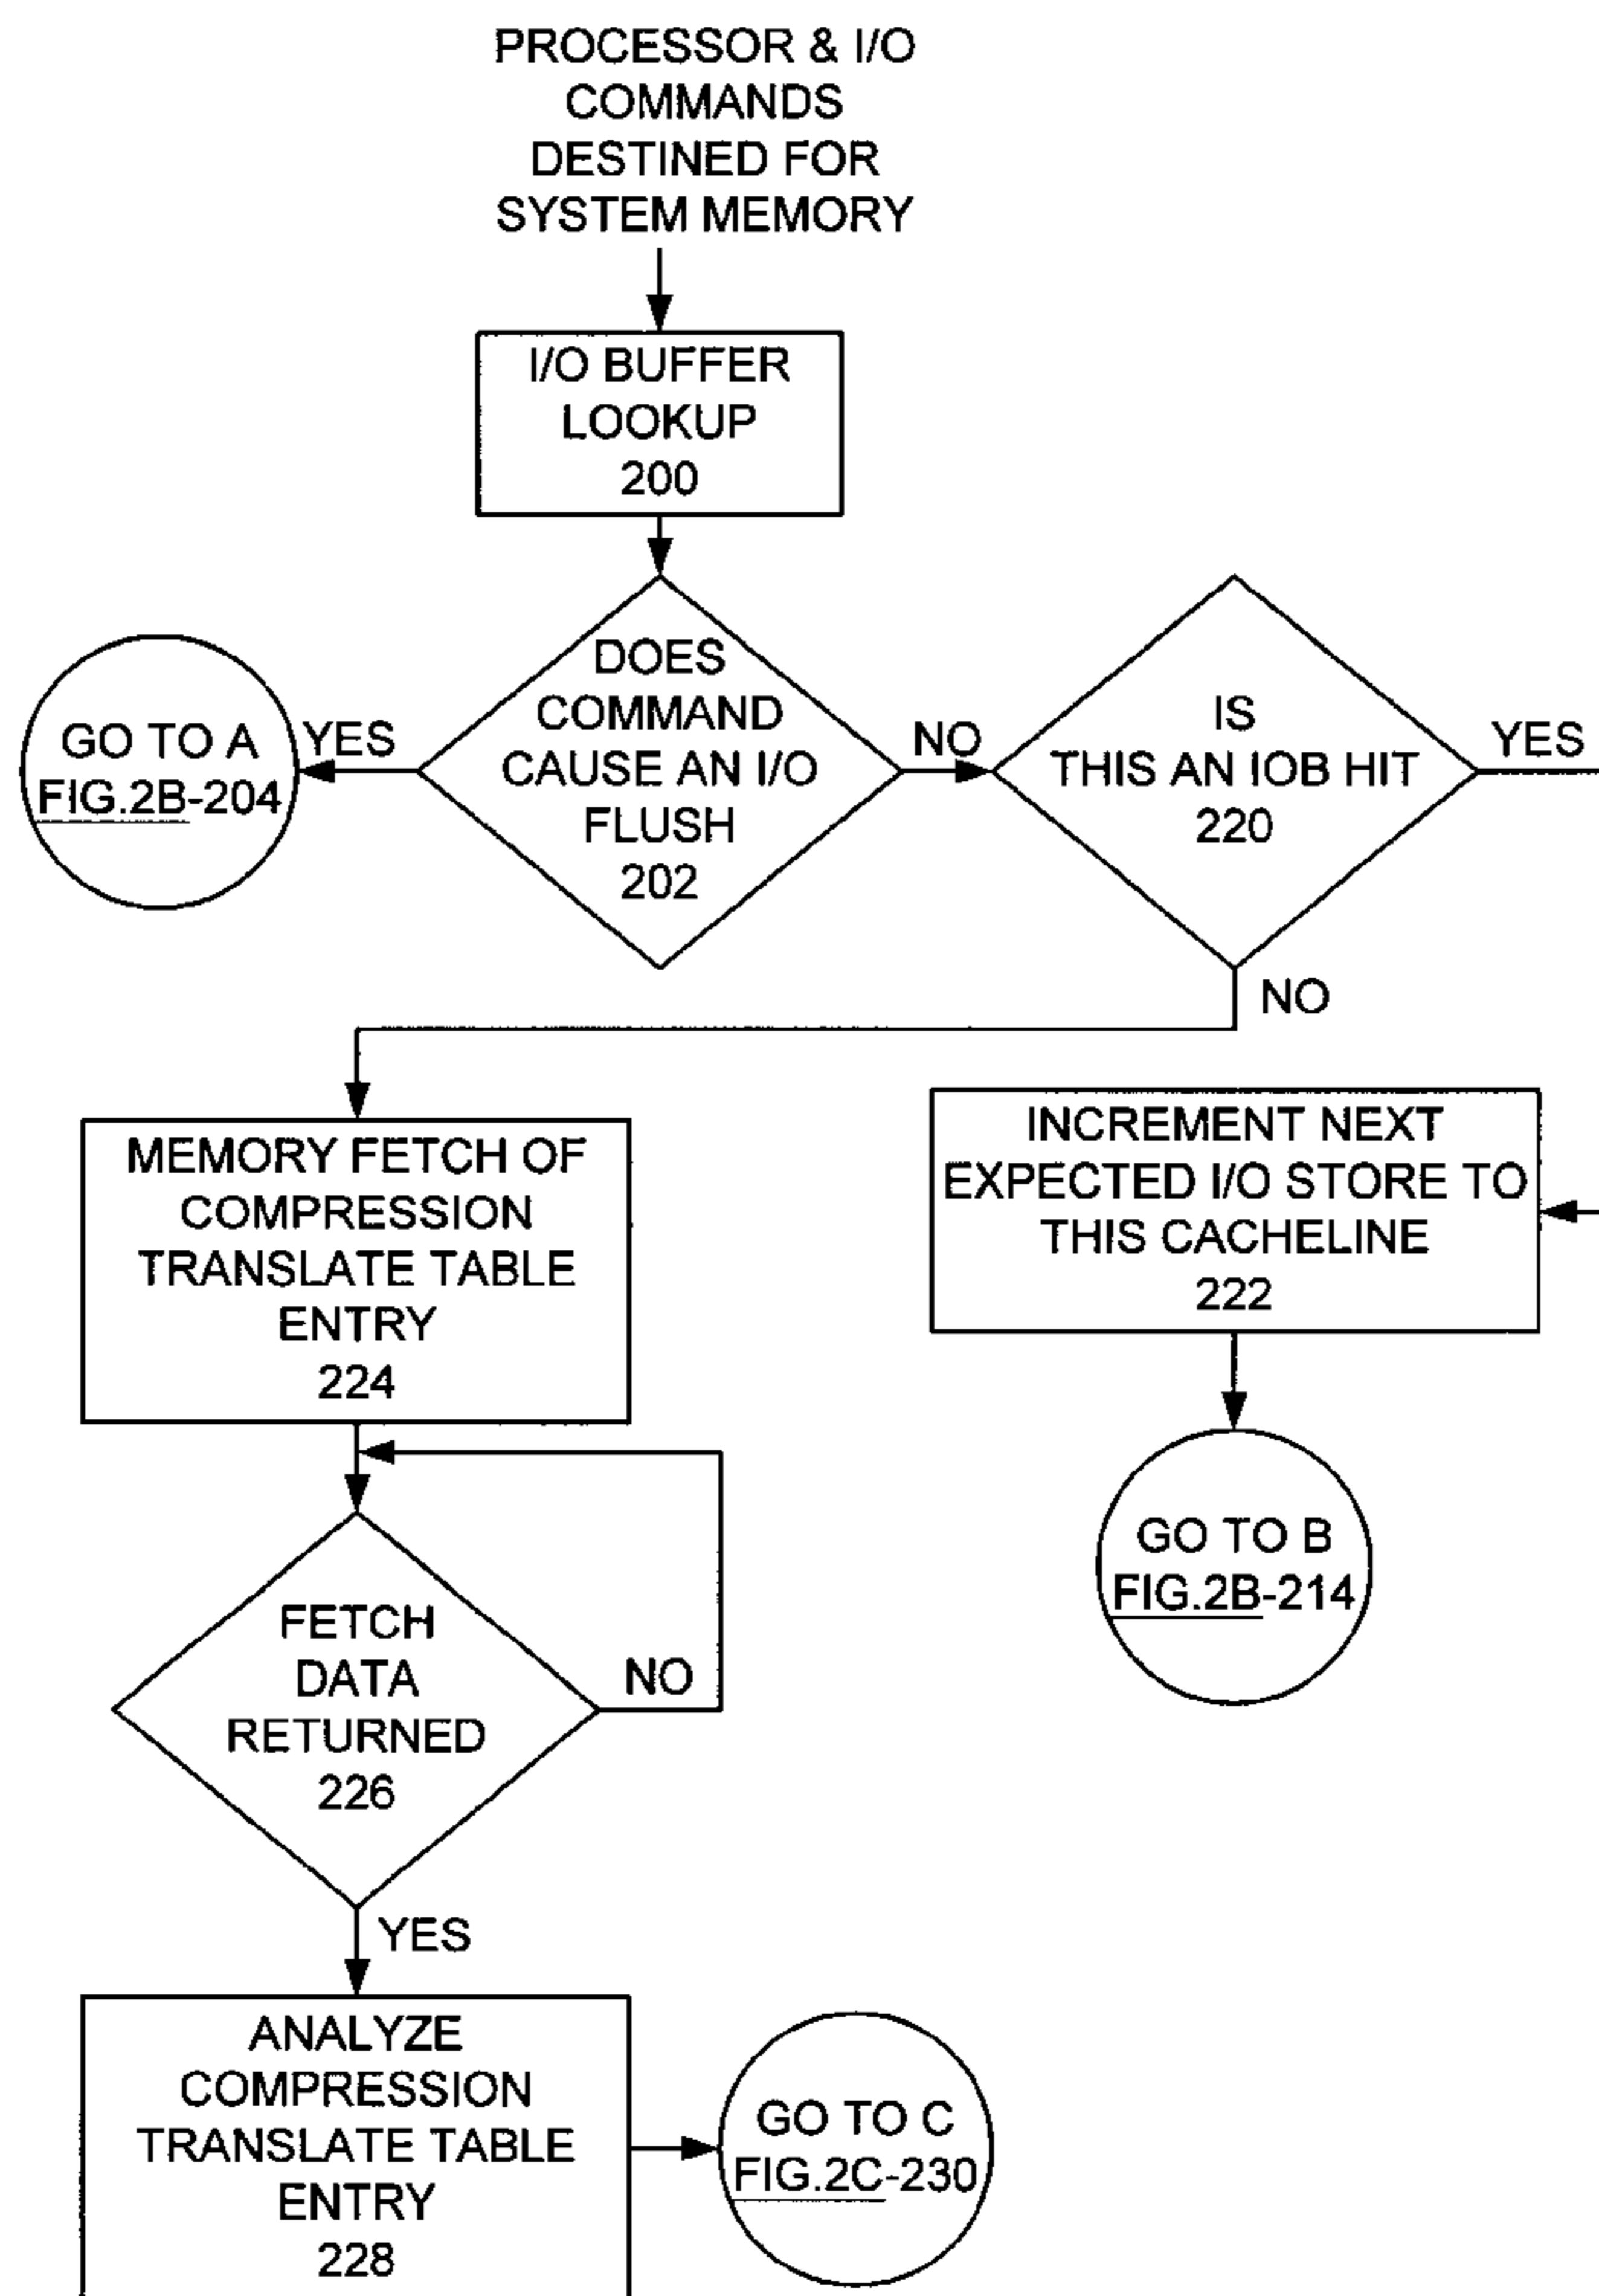 PROCESSOR & I/O
COMMANDS
DESTINED FOR
SYSTEM MEMORY
I/O BUFFER
LOOKUP
200
DOES
COMMAND
CAUSE AN I/O
FLUSH
202
YES
GO TO A
FIG.2B-204
NO
IS
THIS AN IOB HIT
220
YES
NO
MEMORY FETCH OF
COMPRESSION
TRANSLATE TABLE
ENTRY
224
INCREMENT NEXT
EXPECTED I/O STORE TO
THIS CACHELINE
222
GO TO B
FIG.2B-214
FETCH
DATA
RETURNED
226
NO
YES
ANALYZE
COMPRESSION
TRANSLATE TABLE
ENTRY
228
GO TO C
FIG.2C-230